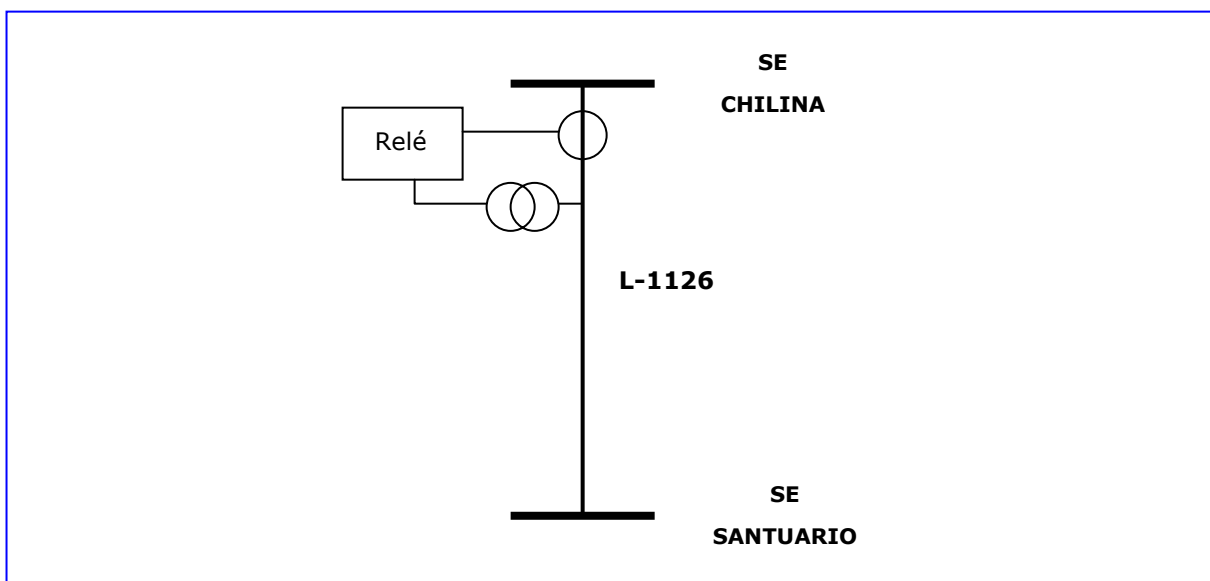 SE
CHILINA
Relé
L-1126
SE
SANTUARIO